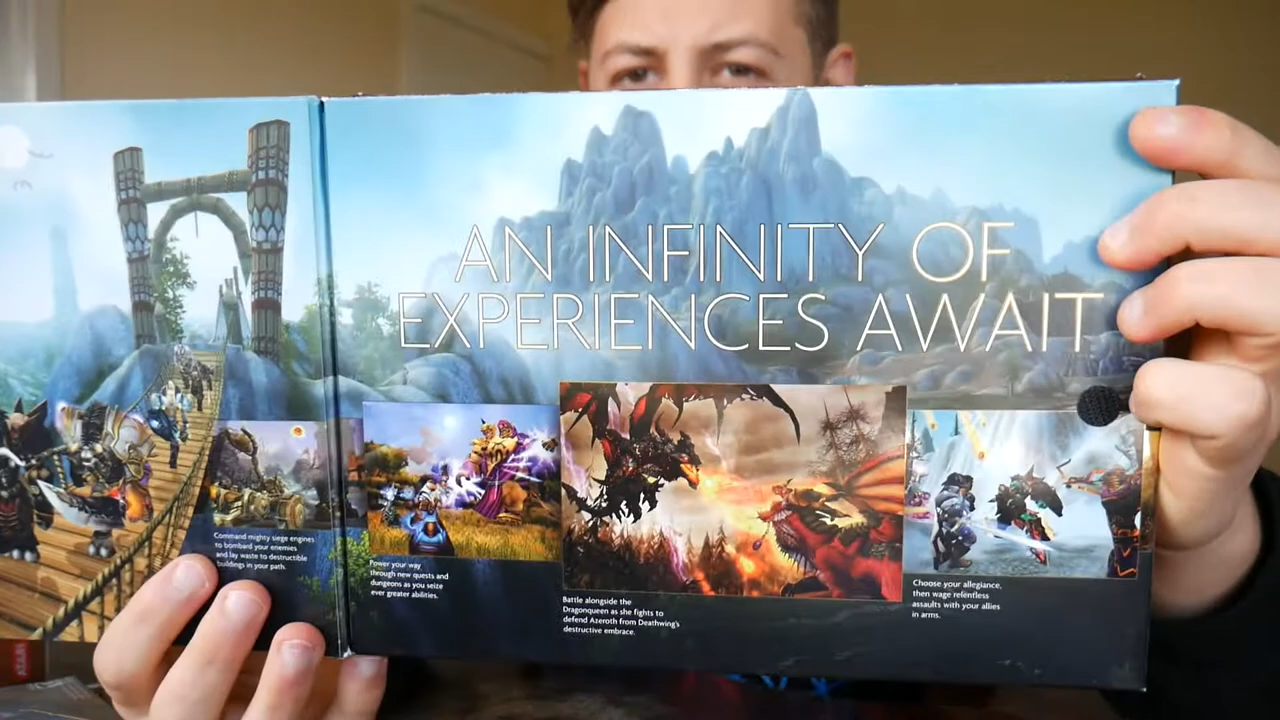 AN INFINITY OF
EXPERIENCES AWAIT
Command mighty siege engines
to bombard your enemies
and lay waste to destructible
buildings in your path.
Power your way
through new quests and
dungeons as you seize
ever greater abilities.
Battle alongside the
Dragonqueen as she fights to
defend Azeroth from Deathwing's
destructive embrace.
Choose your allegiance,
then wage relentless
assaults with your allies
in arms.
ATARI